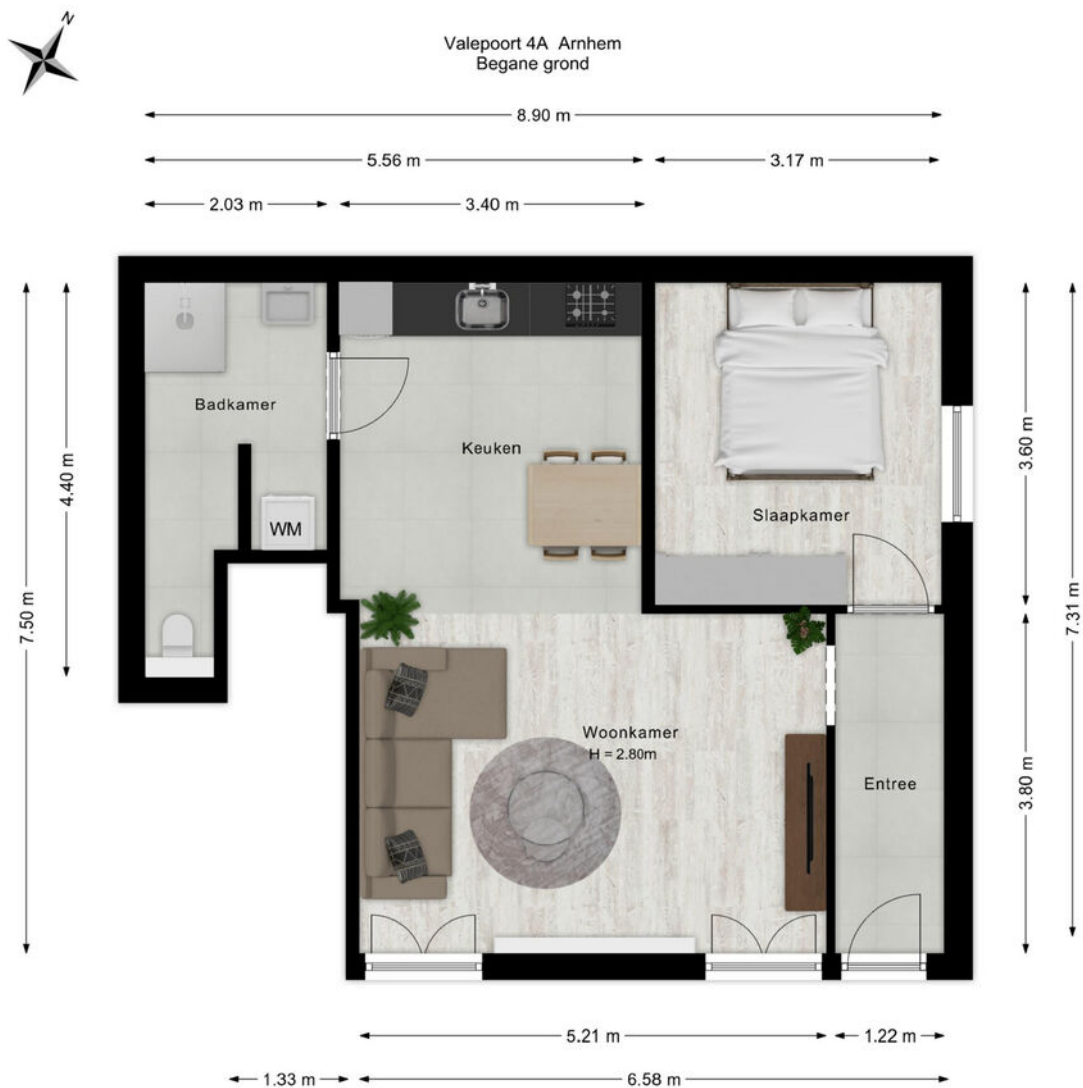 N
Valepoort 4A Arnhem
Begane grond
8.90 m
5.56 m
3.17 m
2.03 m
3.40 m
Badkamer
Keuken
Slaapkamer
WM
4.40 m
7.50 m
3.60 m
7.31 m
3.80 m
Woonkamer
H = 2.80m
Entree
5.21 m
1.22 m
1.33 m
6.58 m